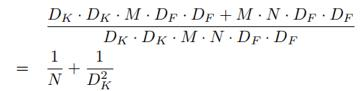 D_K · D_K · M · D_F · D_F + M · N · D_F · D_F
D_K · D_K · M · N · D_F · D_F
= 1/N + 1/D_K^2